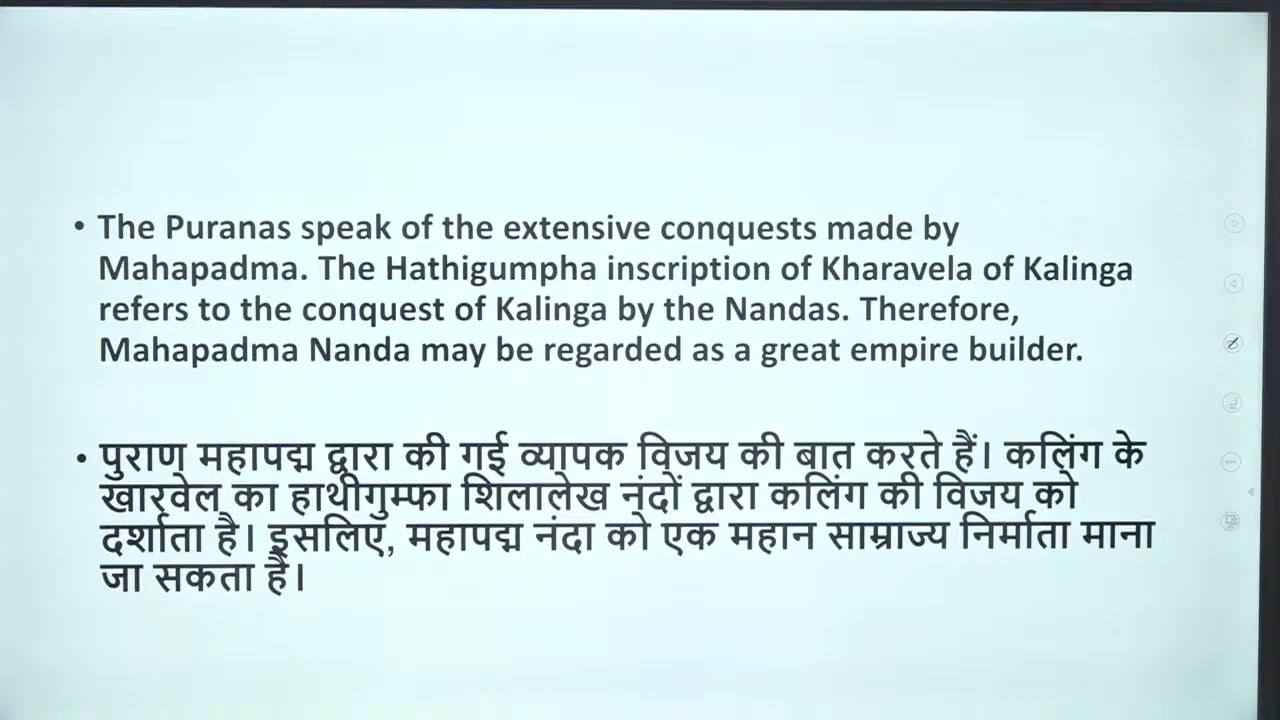 • The Puranas speak of the extensive conquests made by
Mahapadma. The Hathigumpha inscription of Kharavela of Kalinga
refers to the conquest of Kalinga by the Nandas. Therefore,
Mahapadma Nanda may be regarded as a great empire builder.
• पुराण महापद्म द्वारा की गई व्यापक विजय की बात करते हैं। कलिंग के
खारवेल का हाथीगुम्फा शिलालेख नंदों द्वारा कलिंग की विजय को
दर्शाता है। इसलिए, महापद्म नंदा को एक महान साम्राज्य निर्माता माना
जा सकता है।